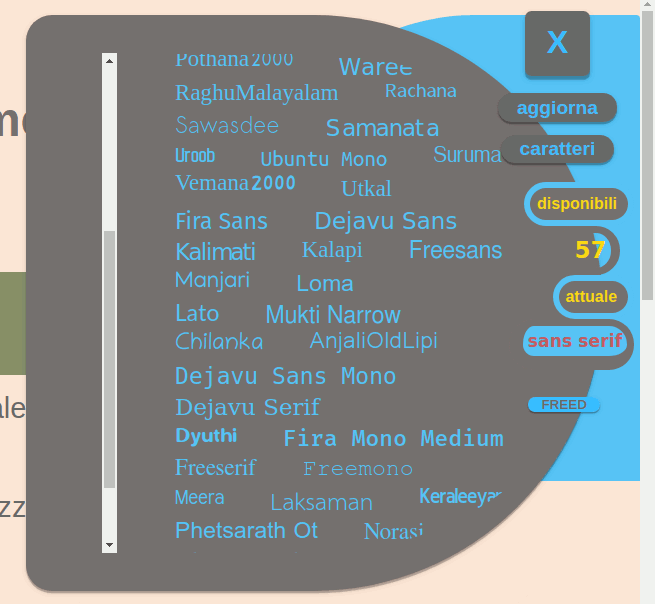 Pothana2000 Waree
X
RaghuMalayalam Rachana
aggiorna
Sawasdee Samanata
caratteri
Uroob Ubuntu Mono Suruma
Vemana2000 Utkal
disponibili
Fira Sans Dejavu Sans
Kalimati Kalapi Freesans
57
Manjari Loma
attuale
Lato Mukti Narrow
Chilanka AnjaliOldLipi
sans serif
Dejavu Sans Mono
Dejavu Serif
FREED
Dyuthi Fira Mono Medium
Freeserif Freemono
Meera Laksaman Keraleeyam
Phetsarath Ot Norasi
ale
zz